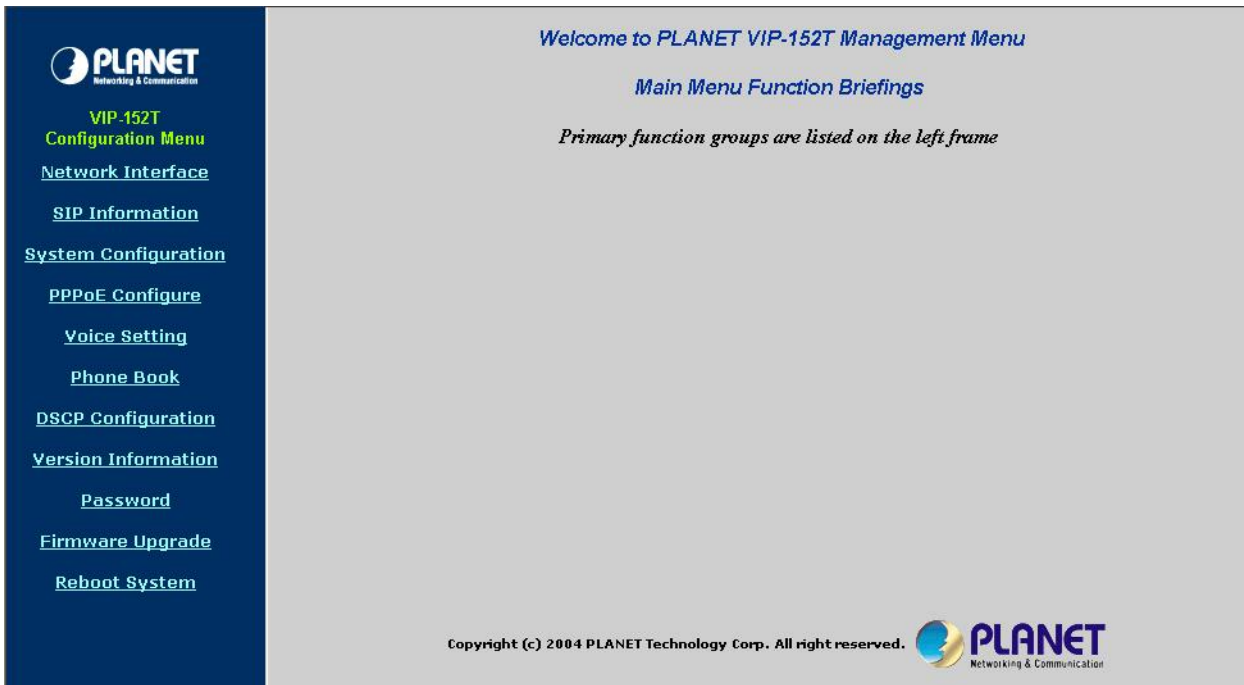 PLANET
Networking & Communication
VIP-152T
Configuration Menu
Network Interface
SIP Information
System Configuration
PPPoE Configure
Voice Setting
Phone Book
DSCP Configuration
Version Information
Password
Firmware Upgrade
Reboot System
Welcome to PLANET VIP-152T Management Menu
Main Menu Function Briefings
Primary function groups are listed on the left frame
Copyright (c) 2004 PLANET Technology Corp. All right reserved.
PLANET
Networking & Communication